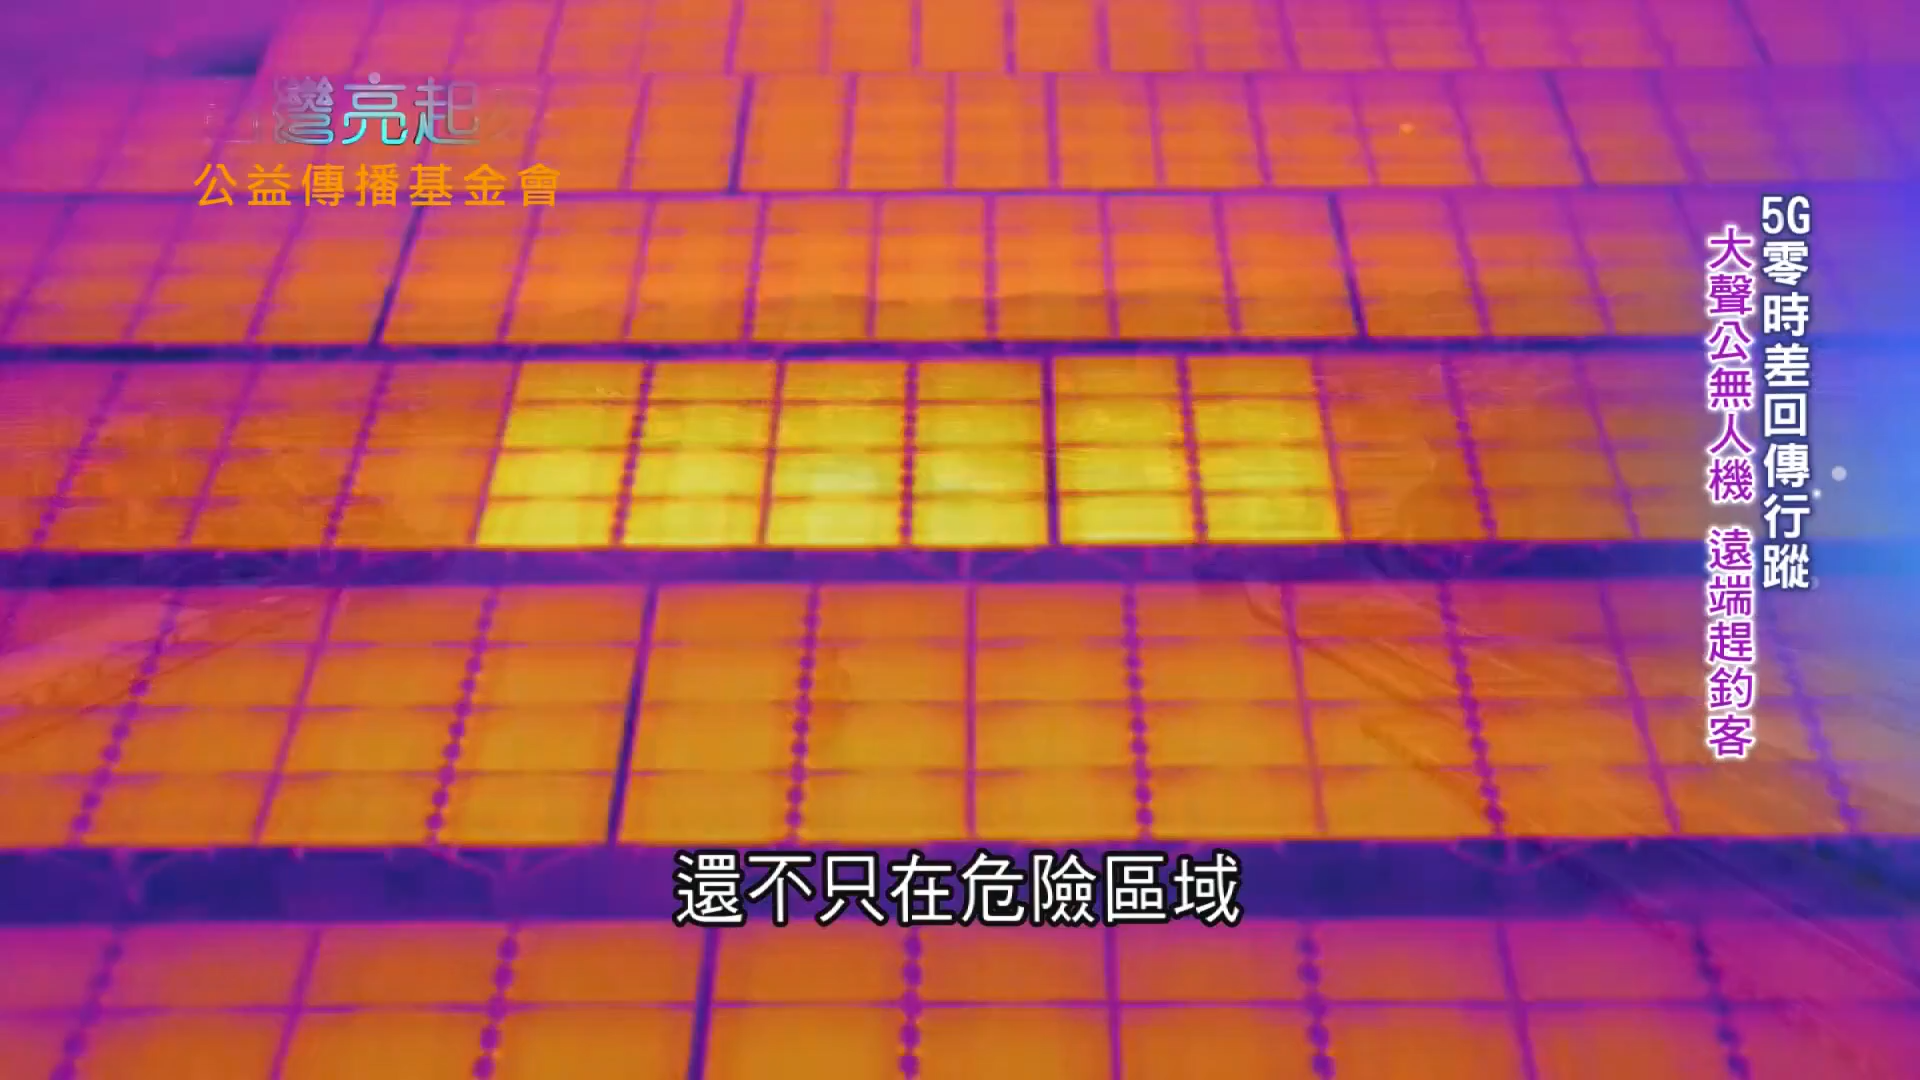 灣亮起
公益傳播基金會
5G零時差回傳行蹤
大聲公無人機 遠端趕釣客
還不只在危險區域